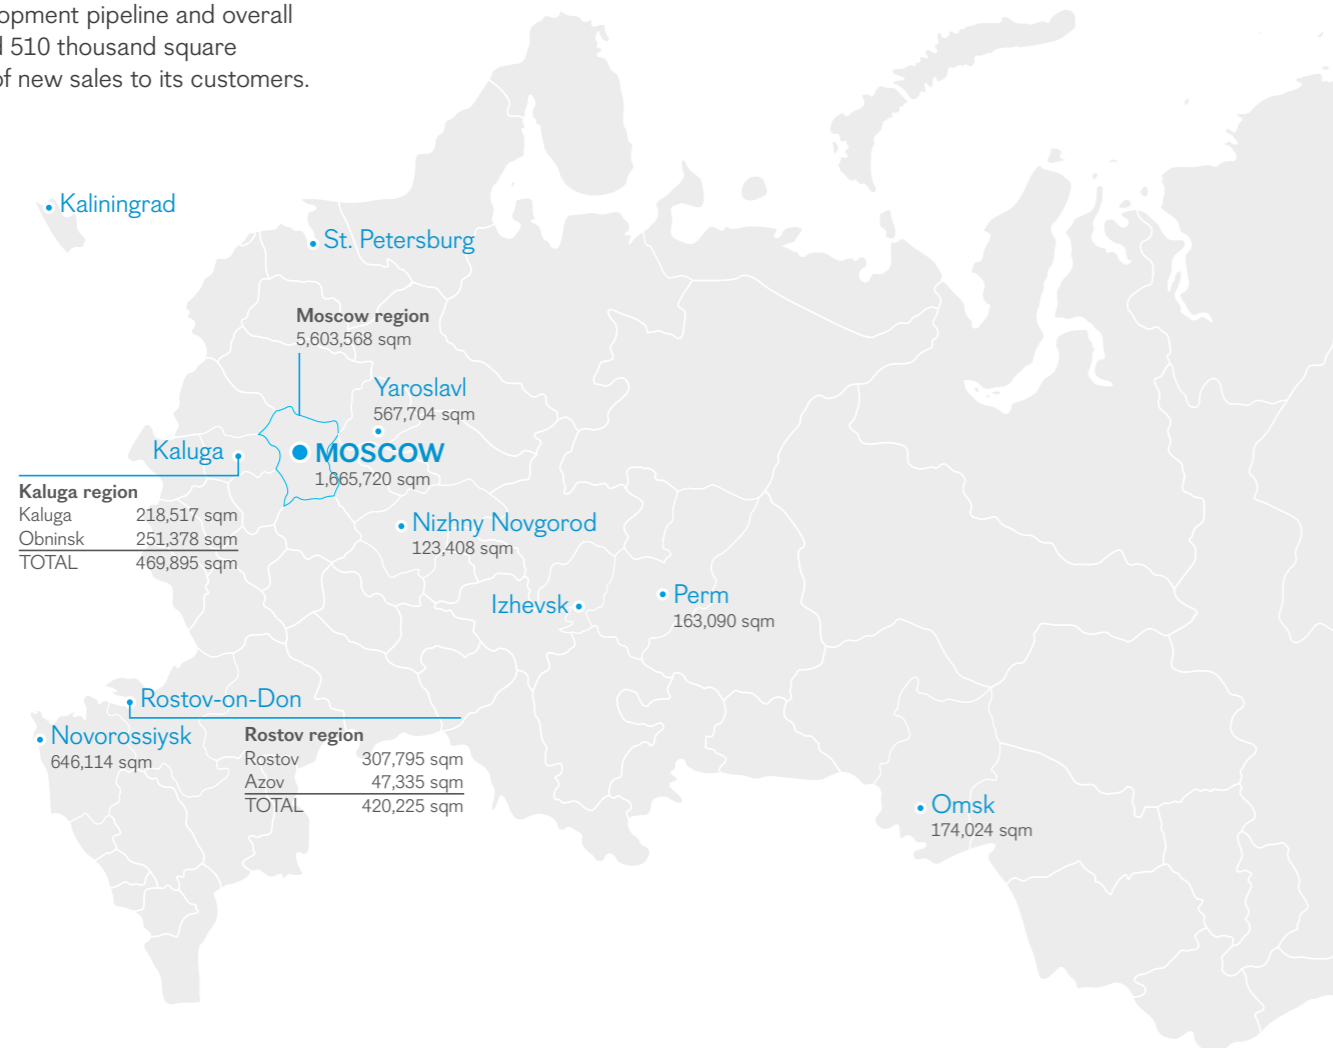 opment pipeline and overall
510 thousand square
of new sales to its customers.
Kaliningrad
St. Petersburg
Moscow region
5,603,568 sqm
Yaroslavl
567,704 sqm
MOSCOW
1,665,720 sqm
Kaluga
Kaluga region
Kaluga 218,517 sqm
Obninsk 251,378 sqm
TOTAL 469,895 sqm
Nizhny Novgorod
123,408 sqm
Izhevsk
Perm
163,090 sqm
Rostov-on-Don
Novorossiysk
646,114 sqm
Rostov region
Rostov 307,795 sqm
Azov 47,335 sqm
TOTAL 420,225 sqm
Omsk
174,024 sqm